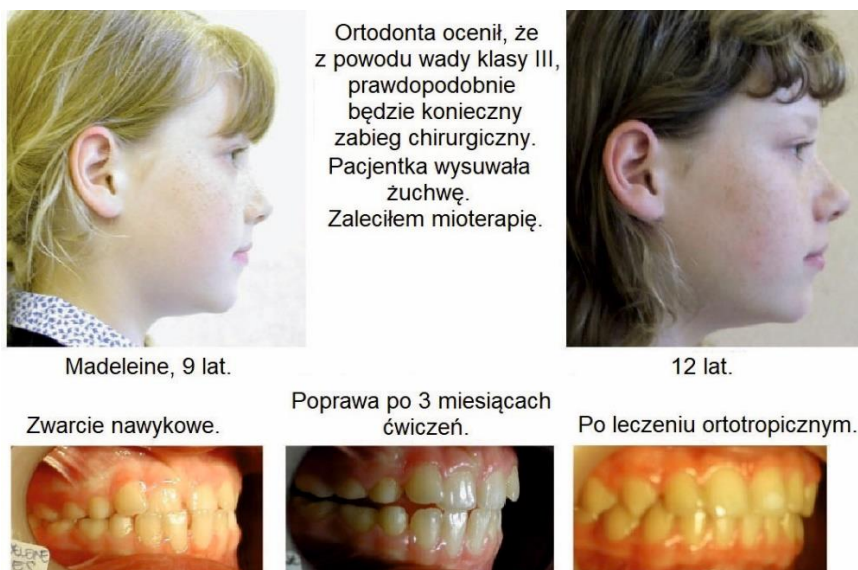 Ortodonta ocenił, że
z powodu wady klasy III,
prawdopodobnie
będzie konieczny
zabieg chirurgiczny.
Pacjentka wysuwała
żuchwę.
Zaleciłem mioterapię.
Madeleine, 9 lat.
12 lat.
Zwarcie nawykowe.
Poprawa po 3 miesiącach
ćwiczeń.
Po leczeniu ortotropicznym.